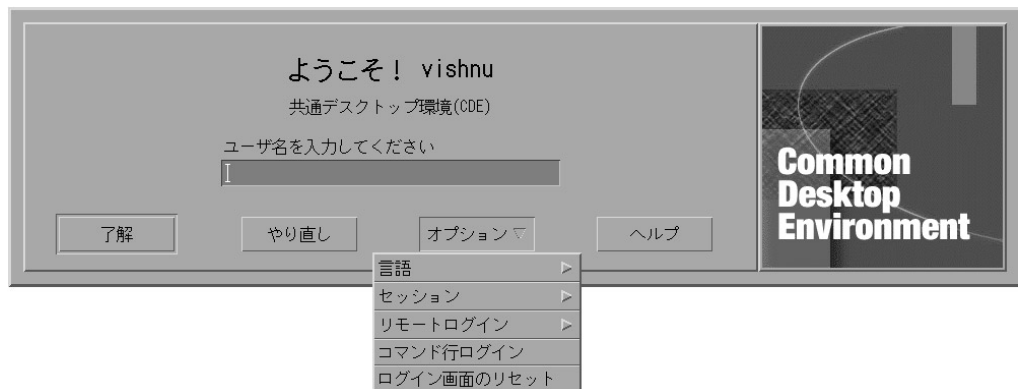 ようこそ！ vishnu
共通デスクトップ環境(CDE)
ユーザ名を入力してください
了解
やり直し
オプション
ヘルプ
言語
セッション
リモートログイン
コマンド行ログイン
ログイン画面のリセット
Common
Desktop
Environment